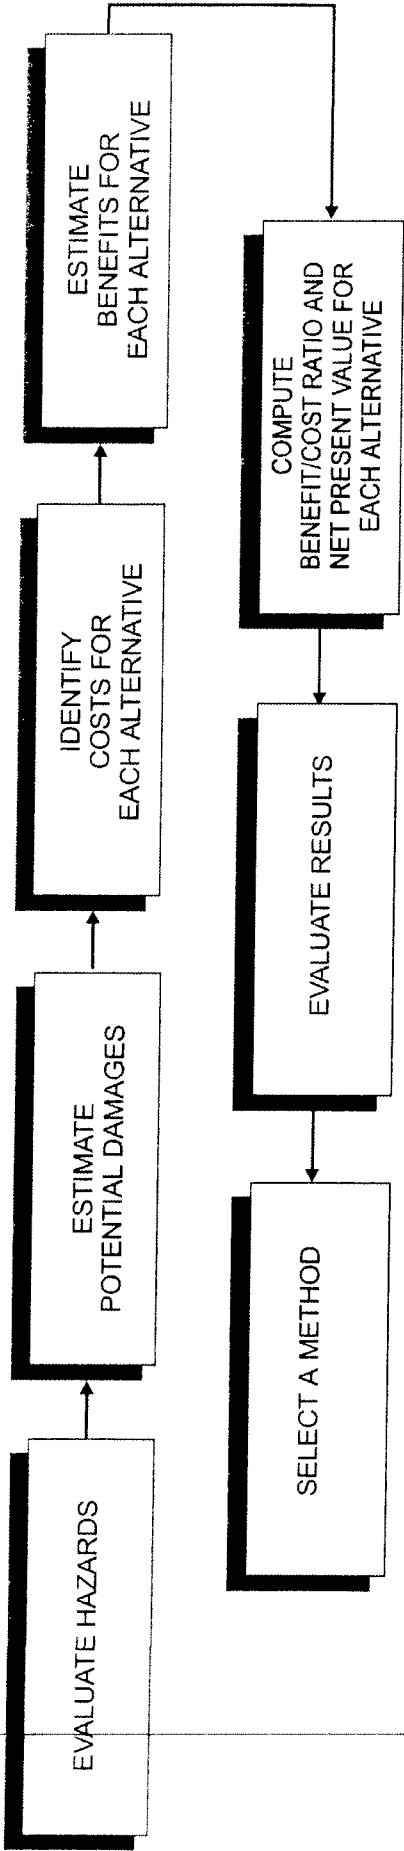 EVALUATE HAZARDS
ESTIMATE
POTENTIAL DAMAGES
IDENTIFY
COSTS FOR
EACH ALTERNATIVE
ESTIMATE
BENEFITS FOR
EACH ALTERNATIVE
COMPUTE
BENEFIT/COST RATIO AND
NET PRESENT VALUE FOR
EACH ALTERNATIVE
EVALUATE RESULTS
SELECT A METHOD